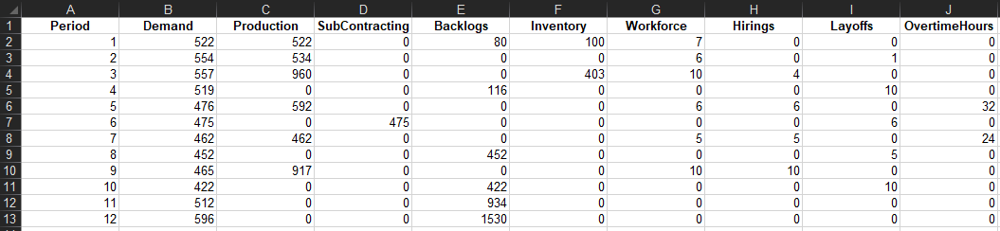 A B C D E F G H I J
1 Period Demand Production SubContracting Backlogs Inventory Workforce Hirings Layoffs OvertimeHours
2 1 522 522 0 80 100 7 0 0 0
3 2 554 534 0 0 0 6 0 1 0
4 3 557 960 0 0 403 10 4 0 0
5 4 519 0 0 116 0 0 0 10 0
6 5 476 592 0 0 0 6 6 0 32
7 6 475 0 475 0 0 0 0 6 0
8 7 462 462 0 0 0 5 5 0 24
9 8 452 0 0 452 0 0 0 5 0
10 9 465 917 0 0 0 10 10 0 0
11 10 422 0 0 422 0 0 0 10 0
12 11 512 0 0 934 0 0 0 0 0
13 12 596 0 0 1530 0 0 0 0 0